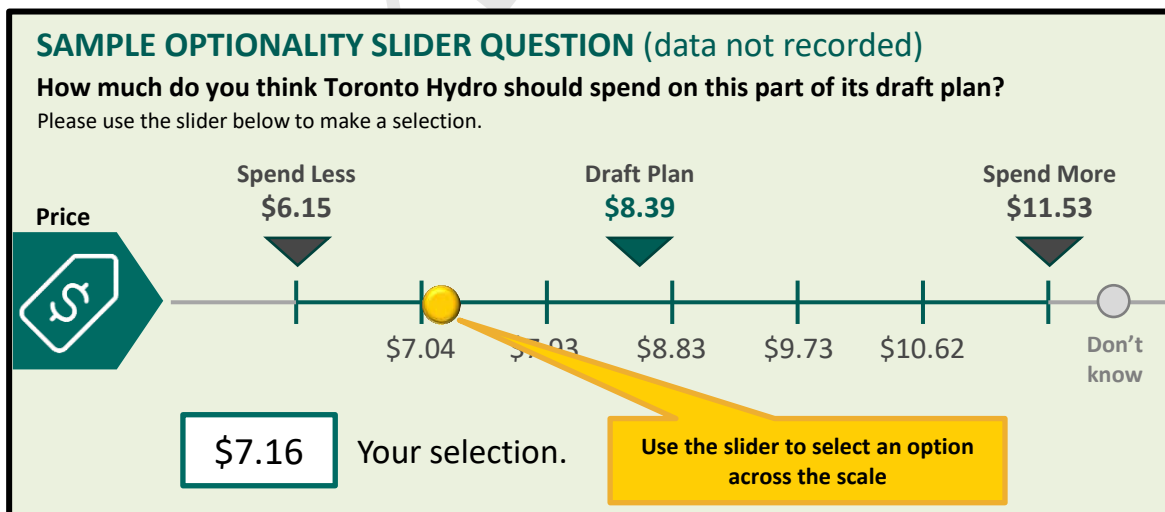 SAMPLE OPTIONALITY SLIDER QUESTION (data not recorded)
How much do you think Toronto Hydro should spend on this part of its draft plan?
Please use the slider below to make a selection.
Spend Less
$6.15
Draft Plan
$8.39
Spend More
$11.53
Price
$
$7.04
$7.93
$8.83
$9.73
$10.62
Don't
know
$7.16
Your selection.
Use the slider to select an option
across the scale